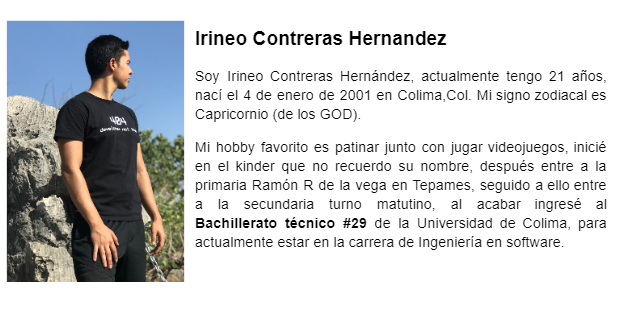 Irineo Contreras Hernandez
Soy Irineo Contreras Hernández, actualmente tengo 21 años,
nací el 4 de enero de 2001 en Colima,Col. Mi signo zodiacal es
Capricornio (de los GOD).
Mi hobby favorito es patinar junto con jugar videojuegos, inicié
en el kinder que no recuerdo su nombre, después entre a la
primaria Ramón R de la vega en Tepames, seguido a ello entre
a la secundaria turno matutino, al acabar ingresé al
Bachillerato técnico #29 de la Universidad de Colima, para
actualmente estar en la carrera de Ingeniería en software.
404